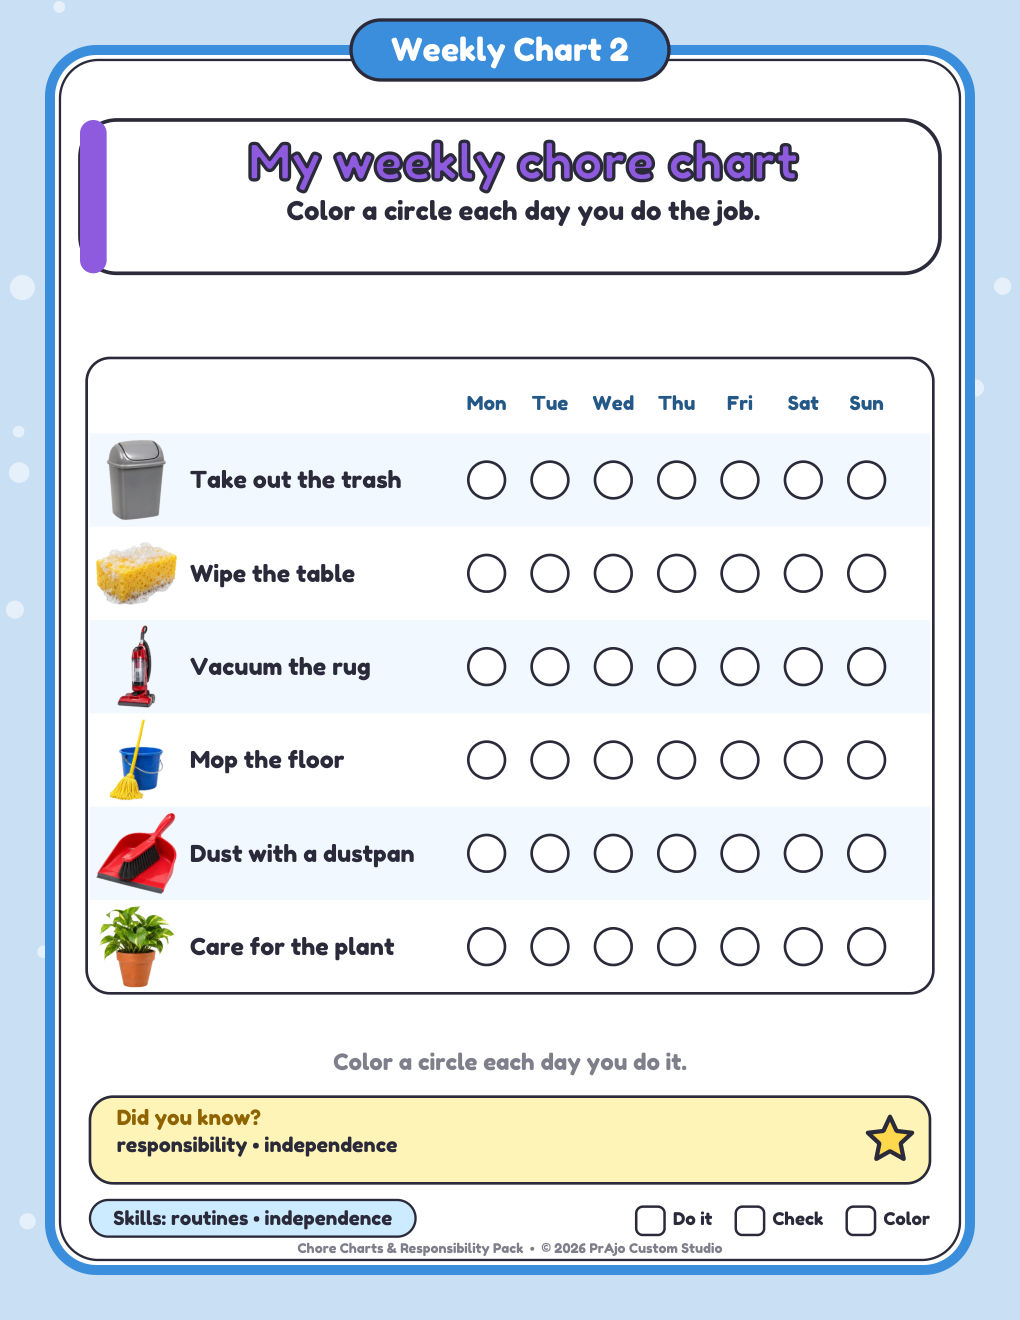 Weekly Chart 2
My weekly chore chart
Color a circle each day you do the job.
Mon Tue Wed Thu Fri Sat Sun
Take out the trash
Wipe the table
Vacuum the rug
Mop the floor
Dust with a dustpan
Care for the plant
Color a circle each day you do it.
Did you know?
responsibility • independence
Skills: routines • independence
Do it Check Color
Chore Charts & Responsibility Pack • © 2026 PrAjo Custom Studio